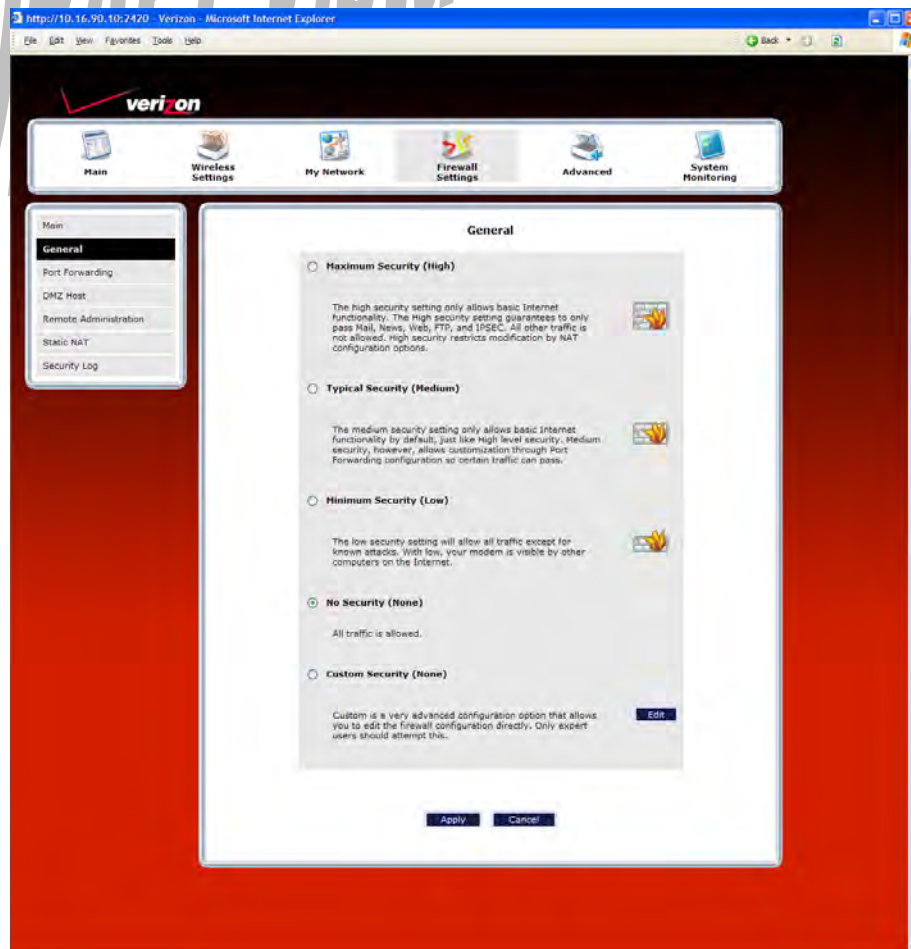 http://10.16.90.10:2420 - Verizon - Microsoft Internet Explorer
File Edit View Favorites Tools Help
Back
verizon
Main
Wireless
Settings
My Network
Firewall
Settings
Advanced
System
Monitoring
Main
General
Port Forwarding
DMZ Host
Remote Administration
Static NAT
Security Log
General
Maximum Security (High)
The high security setting only allows basic Internet
functionality. The High security setting guarantees to only
pass Mail, News, Web, FTP, and IPSEC. All other traffic is
not allowed. High security restricts modification by NAT
configuration options.
Typical Security (Medium)
The medium security setting only allows basic Internet
functionality by default, just like High level security. Medium
security, however, allows customization through Port
Forwarding configuration so certain traffic can pass.
Minimum Security (Low)
The low security setting will allow all traffic except for
known attacks. With low, your modem is visible by other
computers on the Internet.
No Security (None)
All traffic is allowed.
Custom Security (None)
Custom is a very advanced configuration option that allows
you to edit the firewall configuration directly. Only expert
users should attempt this.
Edit
Apply
Cancel